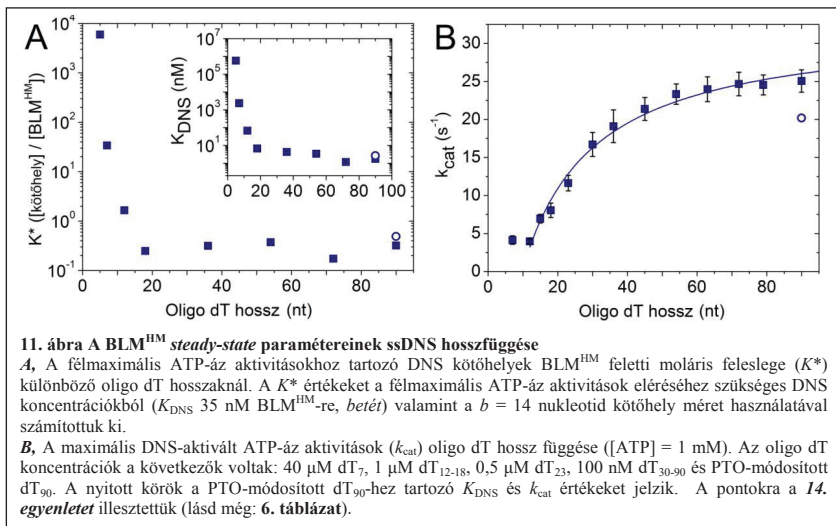 A
K* ([kötőhely] / [BLM^HM])
10^4
10^3
10^2
10^1
10^0
10^-1
0 20 40 60 80
Oligo dT hossz (nt)
K_DNS (nM)
10^7
10^5
10^3
10^1
0 20 40 60 80 100
B
k_cat (s^-1)
30
25
20
15
10
5
0
0 20 40 60 80
Oligo dT hossz (nt)
11. ábra A BLM^HM steady-state paramétereinek ssDNS hosszfüggése
A, A félmaximális ATP-áz aktivitásokhoz tartozó DNS kötőhelyek BLM^HM feletti moláris feleslege (K*)
különböző oligo dT hosszaknál. A K* értékeket a félmaximális ATP-áz aktivitások eléréséhez szükséges DNS
koncentrációkból (K_DNS 35 nM BLM^HM-re, betét) valamint a b = 14 nukleotid kötőhely méret használatával
számítottuk ki.
B, A maximális DNS-aktivált ATP-áz aktivitások (k_cat) oligo dT hossz függése ([ATP] = 1 mM). Az oligo dT
koncentrációk a következők voltak: 40 μM dT_7, 1 μM dT_12-18, 0,5 μM dT_23, 100 nM dT_30-90 és PTO-módosított
dT_90. A nyitott körök a PTO-módosított dT_90-hez tartozó K_DNS és k_cat értékeket jelzik. A pontokra a 14.
egyenletet illesztettük (lásd még: 6. táblázat).